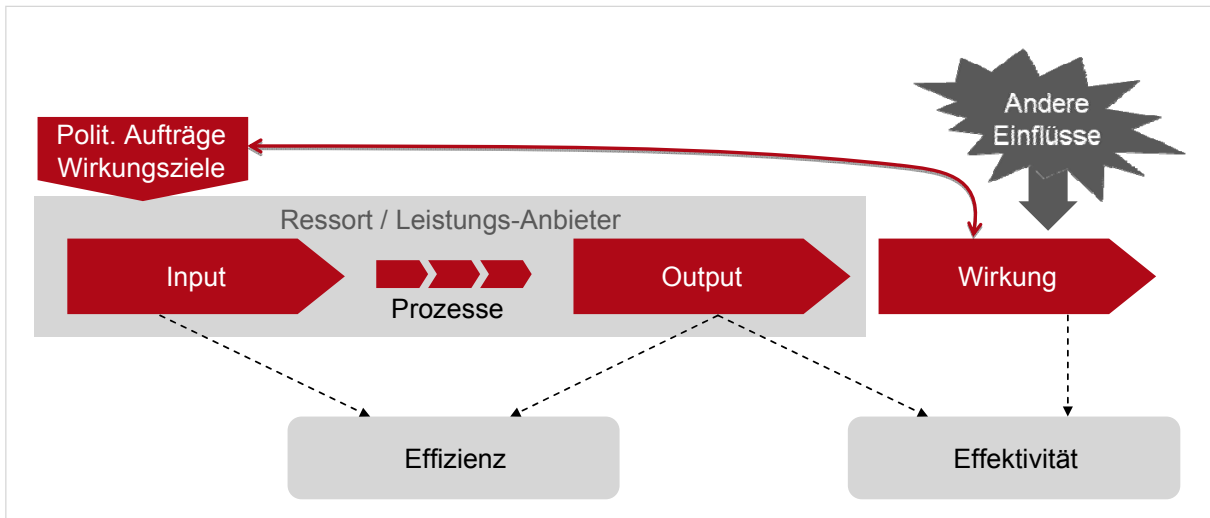 Andere
Einflüsse
Polit. Aufträge
Wirkungsziele
Ressort / Leistungs-Anbieter
Input
Prozesse
Output
Wirkung
Effizienz
Effektivität